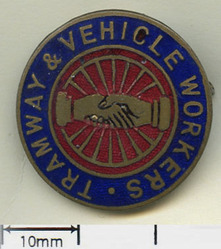 TRAMWAY & VEHICLE WORKERS ·
10mm